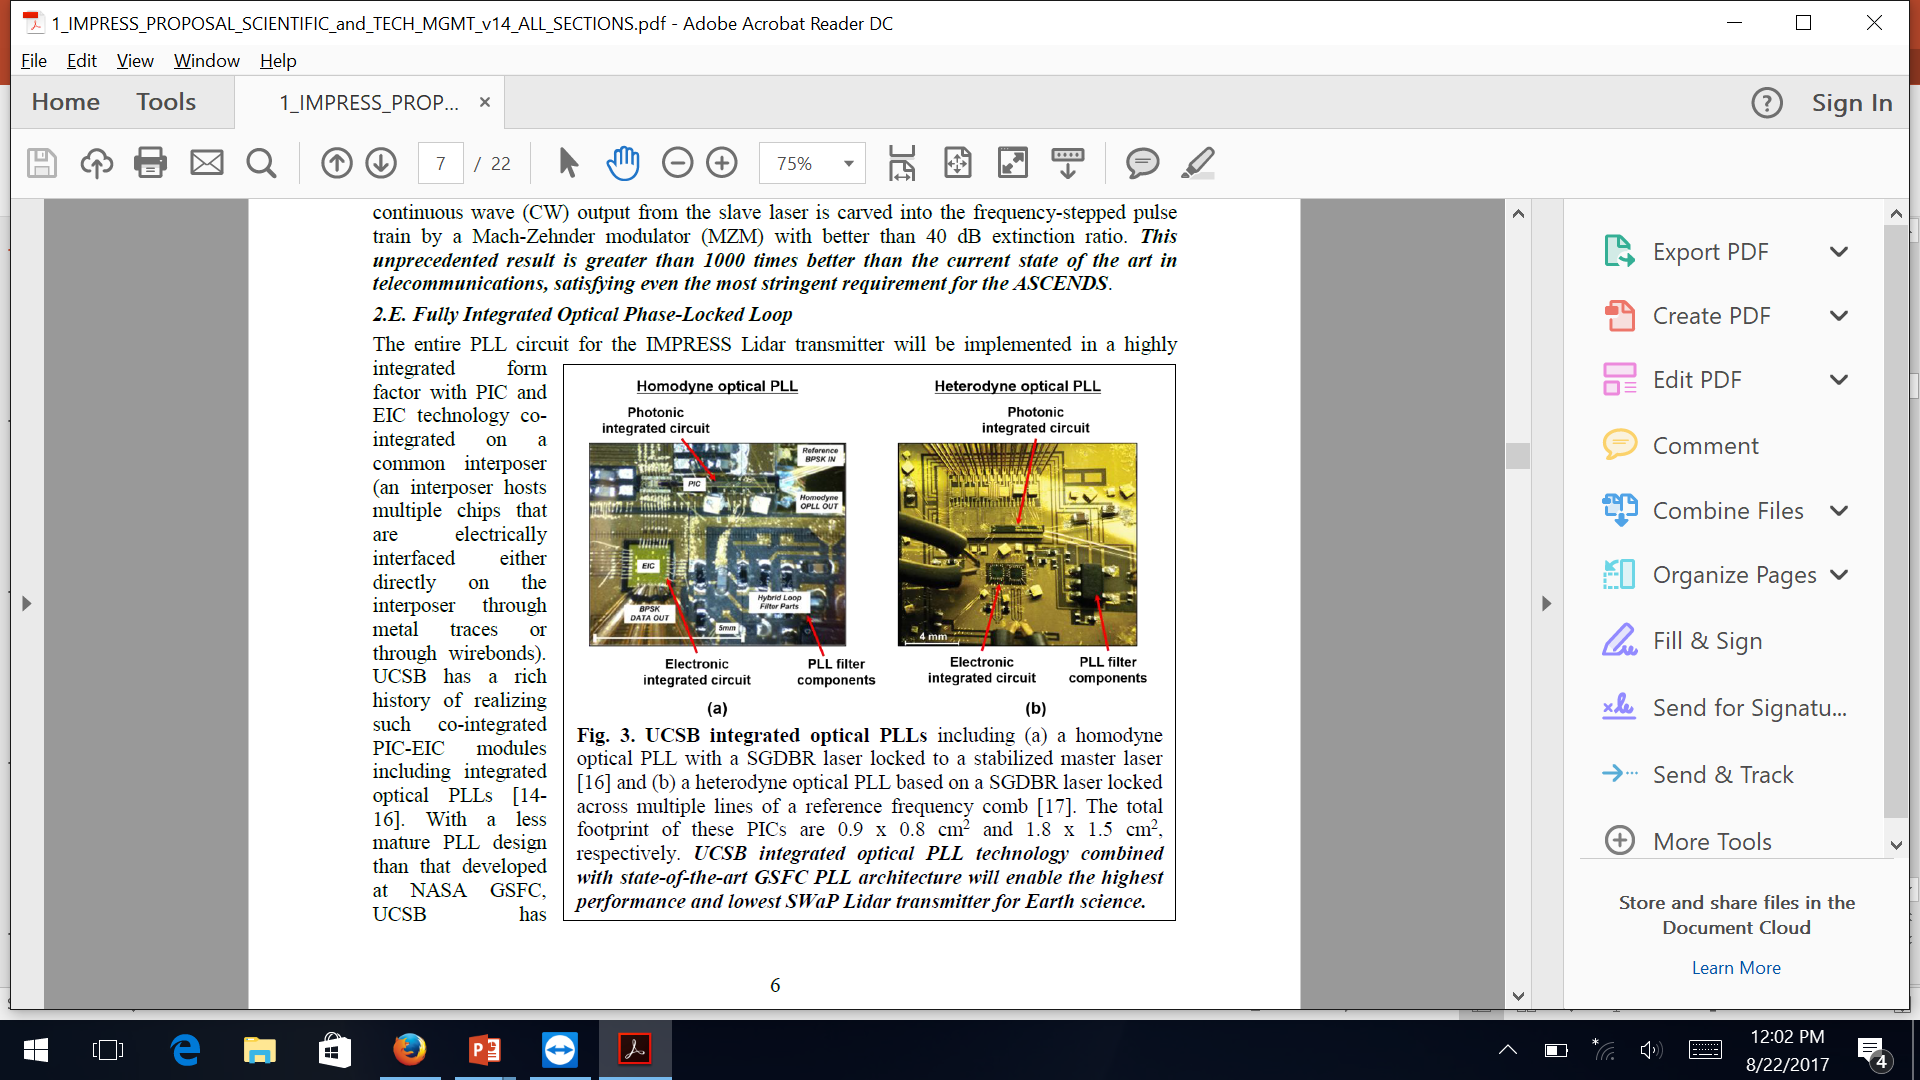 1_IMPRESS_PROPOSAL_SCIENTIFIC_and_TECH_MGMT_v14_ALL_SECTIONS.pdf - Adobe Acrobat Reader DC
File Edit View Window Help
Home Tools 1_IMPRESS_PROP... × ? Sign In
7 / 22 75%
continuous wave (CW) output from the slave laser is carved into the frequency-stepped pulse
train by a Mach-Zehnder modulator (MZM) with better than 40 dB extinction ratio. This
unprecedented result is greater than 1000 times better than the current state of the art in
telecommunications, satisfying even the most stringent requirement for the ASCENDS.
2.E. Fully Integrated Optical Phase-Locked Loop
The entire PLL circuit for the IMPRESS Lidar transmitter will be implemented in a highly
integrated form
factor with PIC and
EIC technology co-
integrated on a
common interposer
(an interposer hosts
multiple chips that
are electrically
interfaced either
directly on the
interposer through
metal traces or
through wirebonds).
UCSB has a rich
history of realizing
such co-integrated
PIC-EIC modules
including integrated
optical PLLs [14-
16]. With a less
mature PLL design
than that developed
at NASA GSFC,
UCSB has
Homodyne optical PLL
Photonic
integrated circuit
Reference
BPSK IN
PIC
Homodyne
OPLL OUT
EIC
Hybrid Loop
Filter Parts
BPSK
DATA OUT
5mm
Electronic
integrated circuit
PLL filter
components
(a)
Heterodyne optical PLL
Photonic
integrated circuit
4 mm
Electronic
integrated circuit
PLL filter
components
(b)
Fig. 3. UCSB integrated optical PLLs including (a) a homodyne
optical PLL with a SGDBR laser locked to a stabilized master laser
[16] and (b) a heterodyne optical PLL based on a SGDBR laser locked
across multiple lines of a reference frequency comb [17]. The total
footprint of these PICs are 0.9 x 0.8 cm² and 1.8 x 1.5 cm²,
respectively. UCSB integrated optical PLL technology combined
with state-of-the-art GSFC PLL architecture will enable the highest
performance and lowest SWaP Lidar transmitter for Earth science.
6
Export PDF
Create PDF
Edit PDF
Comment
Combine Files
Organize Pages
Fill & Sign
Send for Signatu...
Send & Track
More Tools
Store and share files in the
Document Cloud
Learn More
12:02 PM
8/22/2017
4